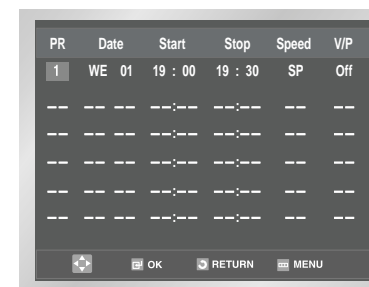 PR Date Start Stop Speed V/P
1 WE 01 19 : 00 19 : 30 SP Off
–– –– –– ––:–– ––:–– –– ––
–– –– –– ––:–– ––:–– –– ––
–– –– –– ––:–– ––:–– –– ––
–– –– –– ––:–– ––:–– –– ––
–– –– –– ––:–– ––:–– –– ––
OK RETURN MENU